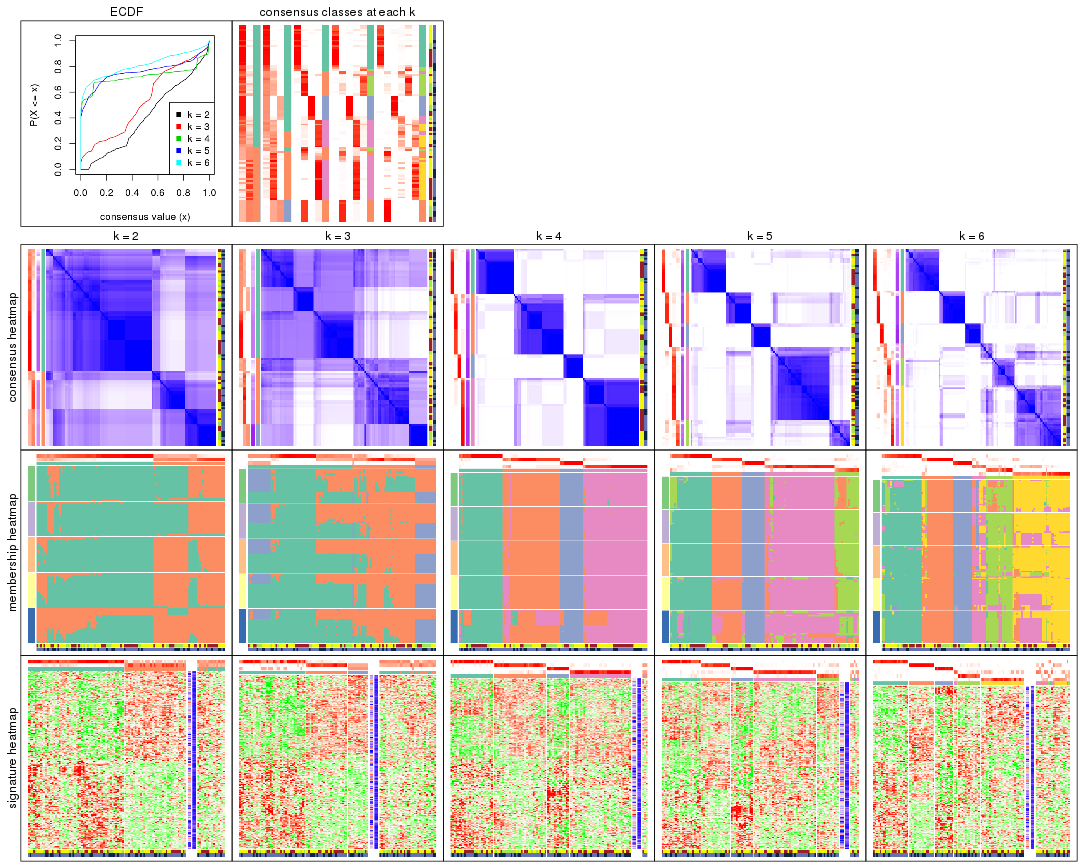 ECDF
consensus classes at each k
P(X <= x)
0.0 0.2 0.4 0.6 0.8 1.0
k = 2
k = 3
k = 4
k = 5
k = 6
0.0 0.2 0.4 0.6 0.8 1.0
consensus value (x)
k = 2 k = 3 k = 4 k = 5 k = 6
consensus heatmap
membership heatmap
signature heatmap